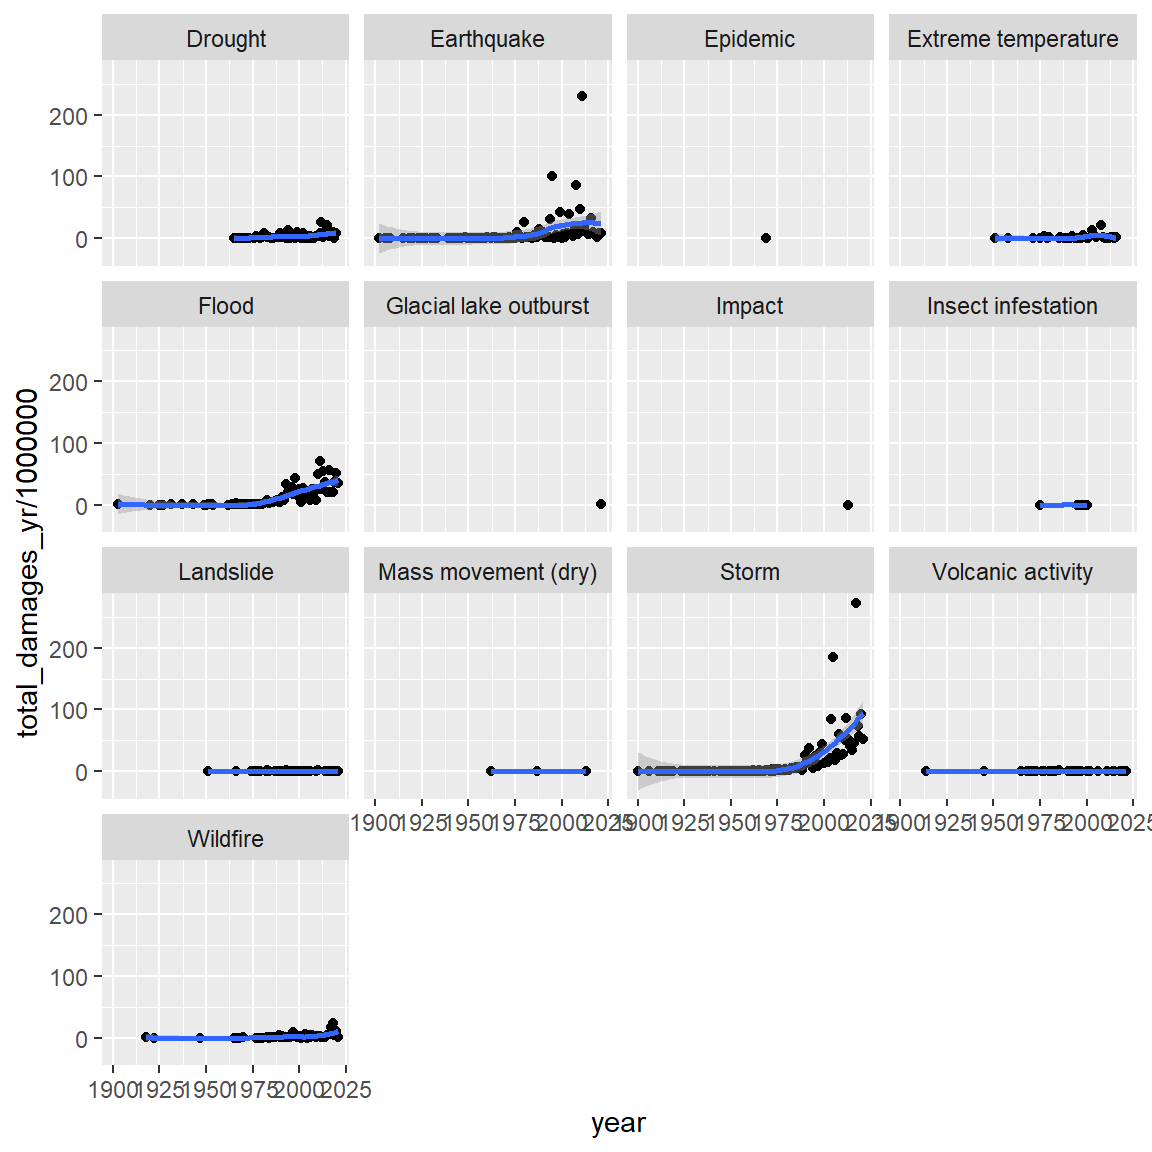 Drought
Earthquake
Epidemic
Extreme temperature
200
100
0
Flood
Glacial lake outburst
Impact
Insect infestation
200
100
0
Landslide
Mass movement (dry)
Storm
Volcanic activity
200
100
0
1900 1925 1950 1975 2000 2025
1900 1925 1950 1975 2000 2025
1900 1925 1950 1975 2000 2025
Wildfire
200
100
0
1900 1925 1950 1975 2000 2025
total_damages_yr/1000000
year